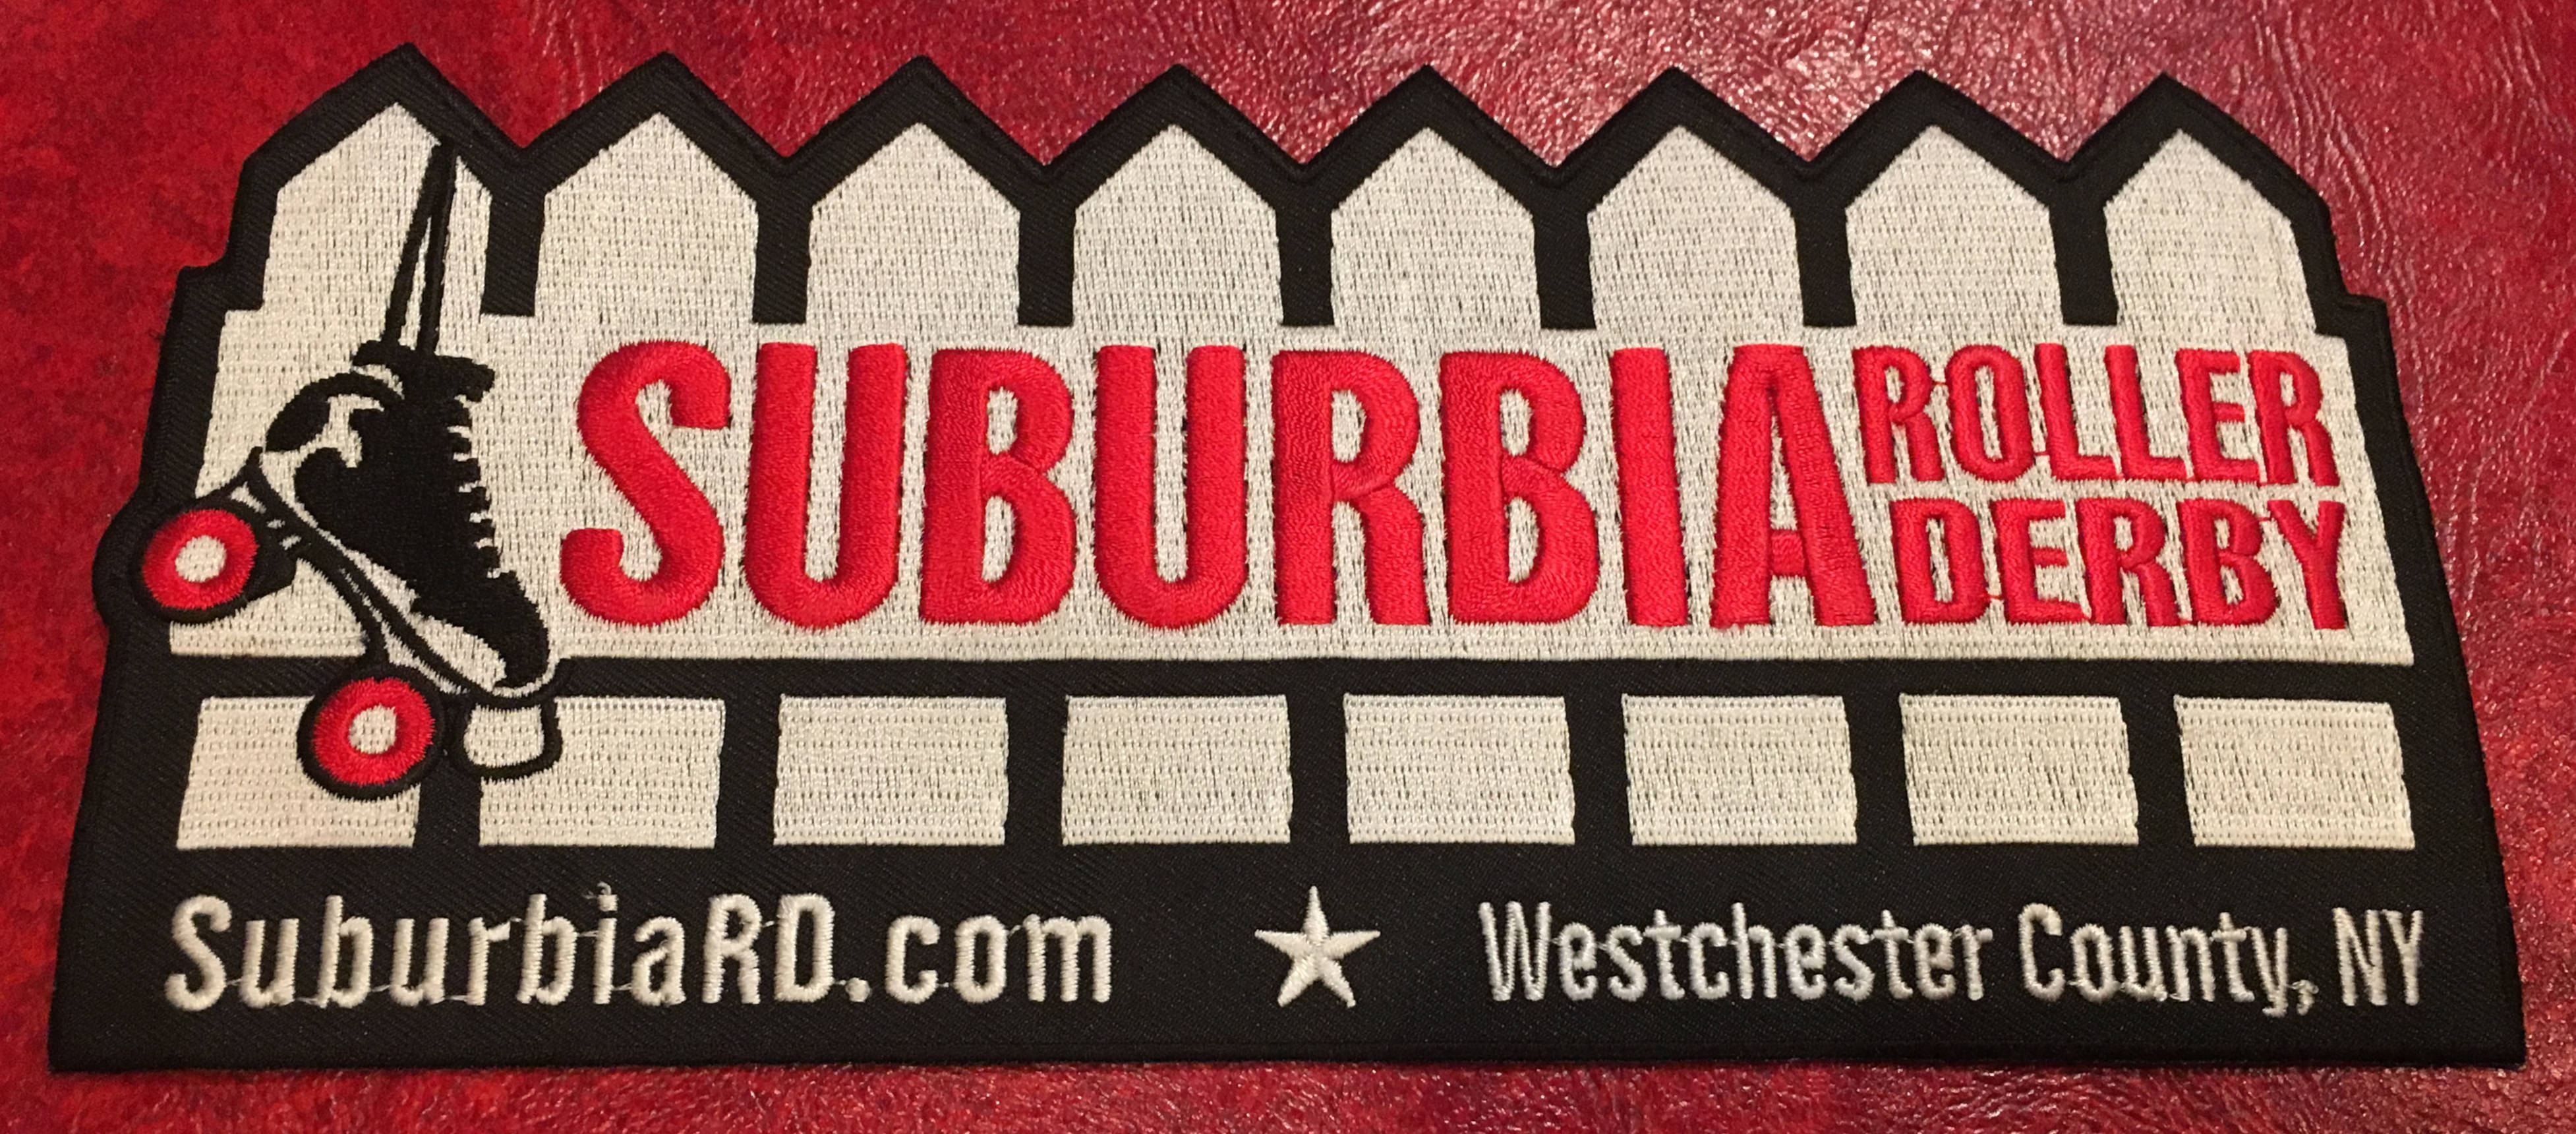 SUBURBIA
ROLLER
DERBY
SuburbiaRD.com ★ Westchester County, NY